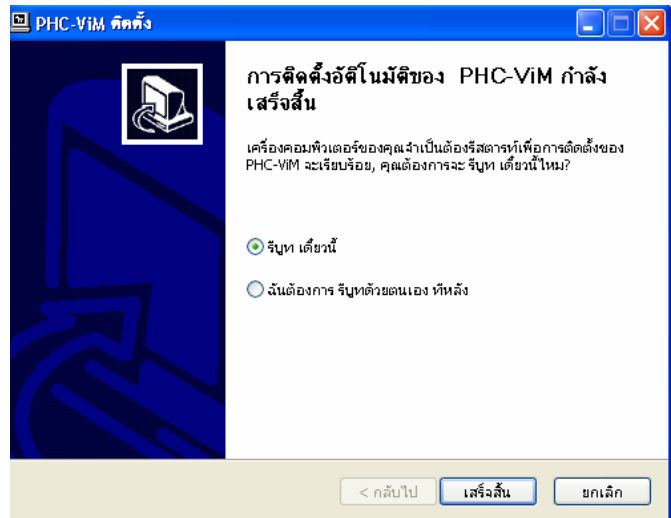 PHC-ViM ติดตั้ง
การติดตั้งอัติโนมัติของ PHC-ViM กำลัง
เสร็จสิ้น
เครื่องคอมพิวเตอร์ของคุณจำเป็นต้องรีสตารท์เพื่อการติดตั้งของ
PHC-ViM จะเรียบร้อย, คุณต้องการจะ รีบูท เดี๋ยวนี้ไหม?
รีบูท เดี๋ยวนี้
ฉันต้องการ รีบูทด้วยตนเอง ทีหลัง
< กลับไป
เสร็จสิ้น
ยกเลิก